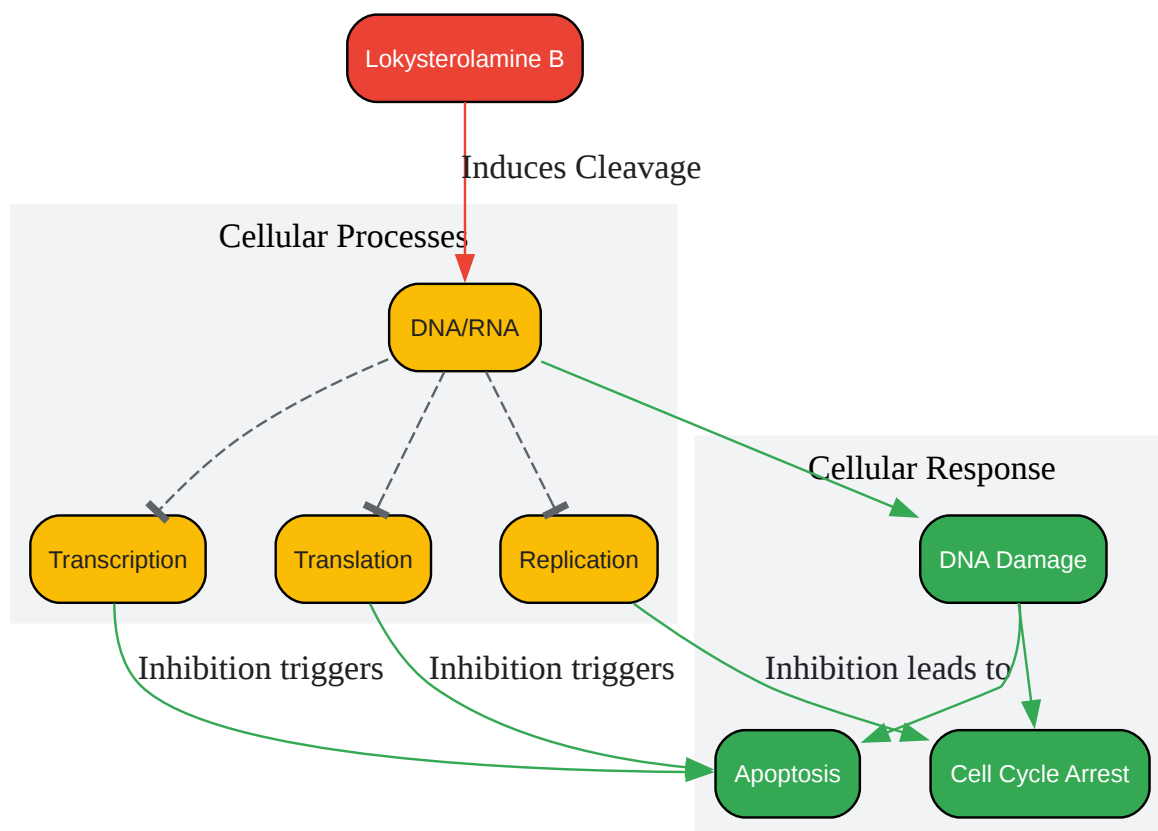 Lokysterolamine B
Induces Cleavage
Cellular Processes
DNA/RNA
Cellular Response
Transcription
Translation
Replication
DNA Damage
Inhibition triggers
Inhibition triggers
Inhibition leads to
Apoptosis
Cell Cycle Arrest